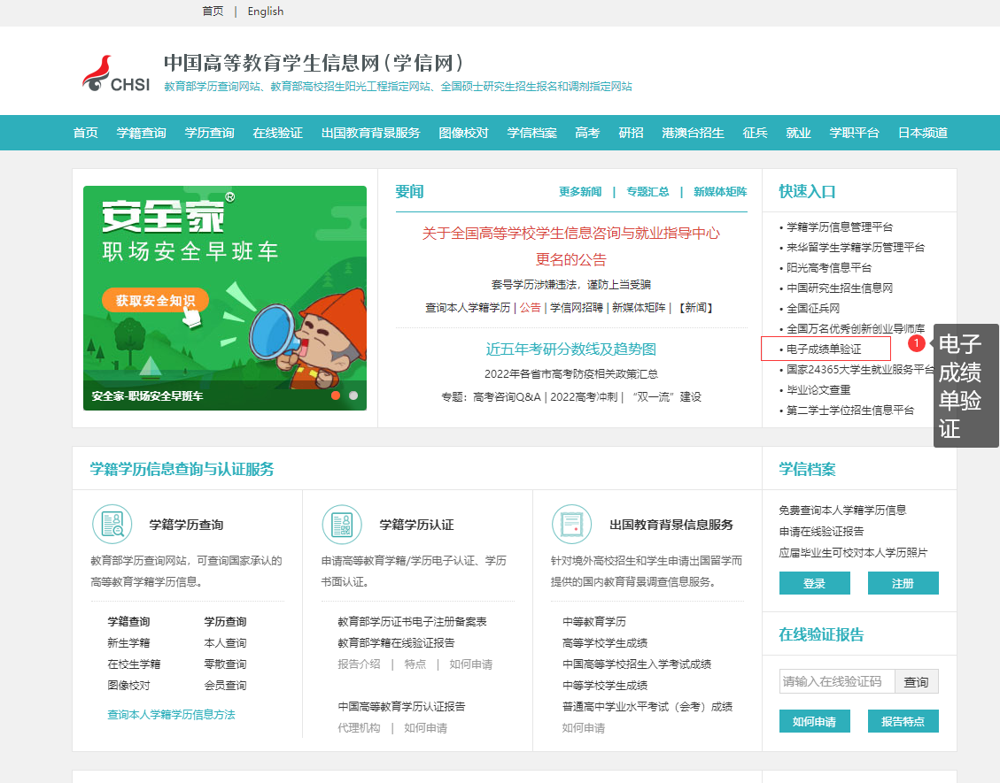 首页 | English
CHSI
中国高等教育学生信息网(学信网)
教育部学历查询网站、教育部高校招生阳光工程指定网站、全国硕士研究生招生报名和调剂指定网站
首页 学籍查询 学历查询 在线验证 出国教育背景服务 图像校对 学信档案 高考 研招 港澳台招生 征兵 就业 学职平台 日本频道
安全家®
职场安全早班车
获取安全知识
安全家-职场安全早班车
要闻 更多新闻 | 专题汇总 | 新媒体矩阵
关于全国高等学校学生信息咨询与就业指导中心
更名的公告
套号学历涉嫌违法，谨防上当受骗
查询本人学籍学历 | 公告 | 学信网招聘 | 新媒体矩阵 | 【新闻】
近五年考研分数线及趋势图
2022年各省市高考防疫相关政策汇总
专题：高考咨询Q&A | 2022高考冲刺 | “双一流”建设
快速入口
• 学籍学历信息管理平台
• 来华留学生学籍学历管理平台
• 阳光高考信息平台
• 中国研究生招生信息网
• 全国征兵网
• 全国万名优秀创新创业导师库
• 电子成绩单验证
• 国家24365大学生就业服务平台
• 毕业论文查重
• 第二学士学位招生信息平台
1
电子
成绩
单验
证
学籍学历信息查询与认证服务
学籍学历查询
教育部学历查询网站，可查询国家承认的
高等教育学籍学历信息。
学籍查询 学历查询
新生学籍 本人查询
在校生学籍 零散查询
图像校对 会员查询
查询本人学籍学历信息方法
学籍学历认证
申请高等教育学籍/学历电子认证、学历
书面认证。
教育部学历证书电子注册备案表
教育部学籍在线验证报告
报告介绍 | 特点 | 如何申请
中国高等教育学历认证报告
代理机构 | 如何申请
出国教育背景信息服务
针对境外高校招生和学生申请出国留学而
提供的国内教育背景调查信息服务。
中等教育学历
高等学校学生成绩
中国高等学校招生入学考试成绩
中等学校学生成绩
普通高中学业水平考试（会考）成绩
如何申请
学信档案
免费查询本人学籍学历信息
申请在线验证报告
应届毕业生可校对本人学历照片
登录 注册
在线验证报告
请输入在线验证码 查询
如何申请 报告特点